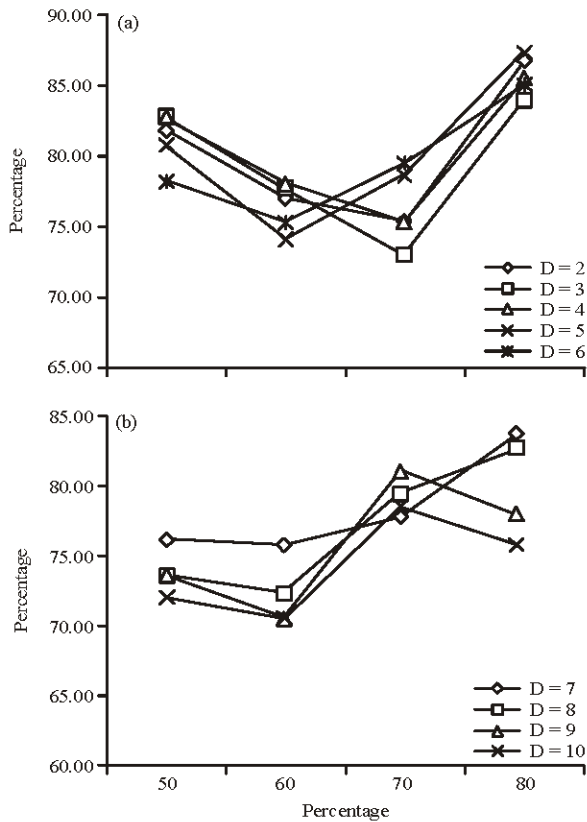 (a)
90.00
85.00
80.00
75.00
70.00
65.00
Percentage
D = 2
D = 3
D = 4
D = 5
D = 6
(b)
85.00
80.00
75.00
70.00
65.00
60.00
Percentage
D = 7
D = 8
D = 9
D = 10
50 60 70 80
Percentage